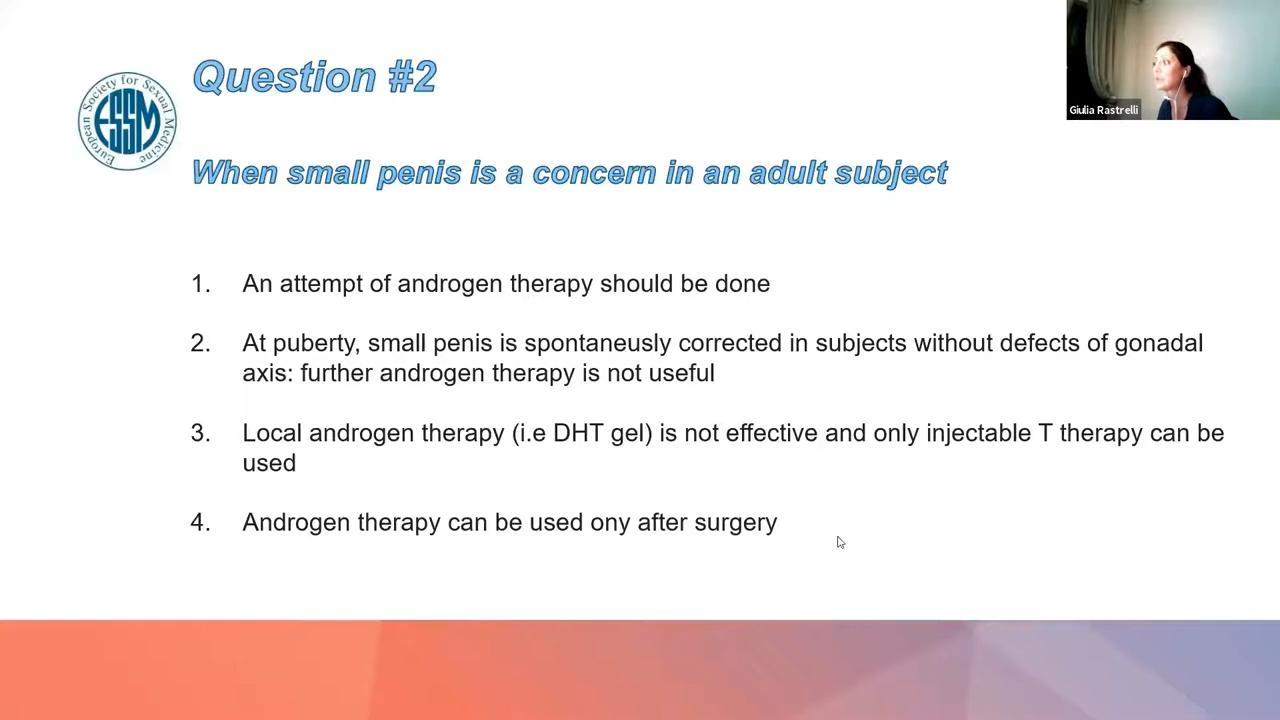 Question #2
European Society for Sexual Medicine
ESSM
Giulia Rastrelli
When small penis is a concern in an adult subject
1. An attempt of androgen therapy should be done
2. At puberty, small penis is spontaneusly corrected in subjects without defects of gonadal
axis: further androgen therapy is not useful
3. Local androgen therapy (i.e DHT gel) is not effective and only injectable T therapy can be
used
4. Androgen therapy can be used ony after surgery